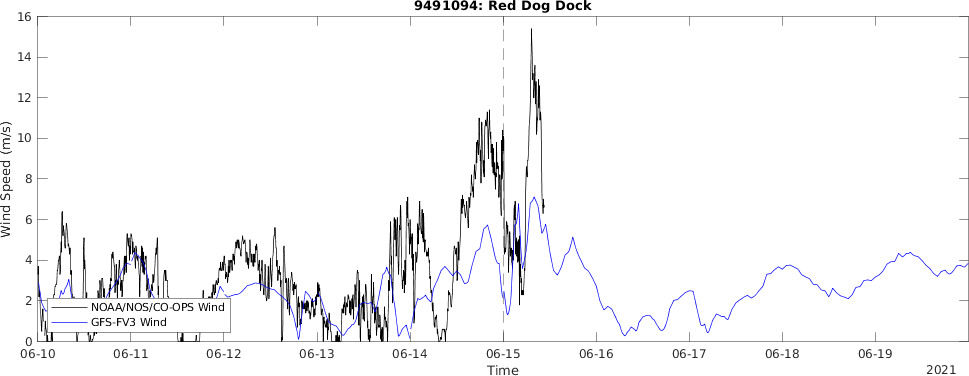 9491094: Red Dog Dock
Wind Speed (m/s)
16
14
12
10
8
6
4
2
0
NOAA/NOS/CO-OPS Wind
GFS-FV3 Wind
06-10 06-11 06-12 06-13 06-14 06-15 06-16 06-17 06-18 06-19
Time
2021